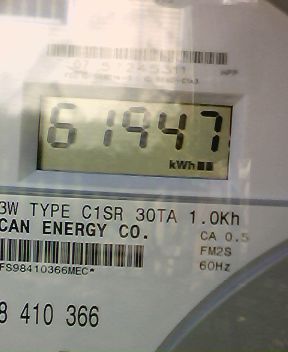 61947
kWh
3W TYPE C1SR 30TA 1.0Kh
CAN ENERGY CO.
CA 0.5
FM2S
60Hz
FS98410366MEC*
8 410 366